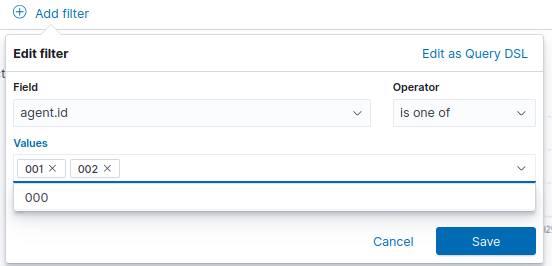 Add filter
Edit filter
Edit as Query DSL
Field
Operator
agent.id
is one of
Values
001
002
000
Cancel
Save